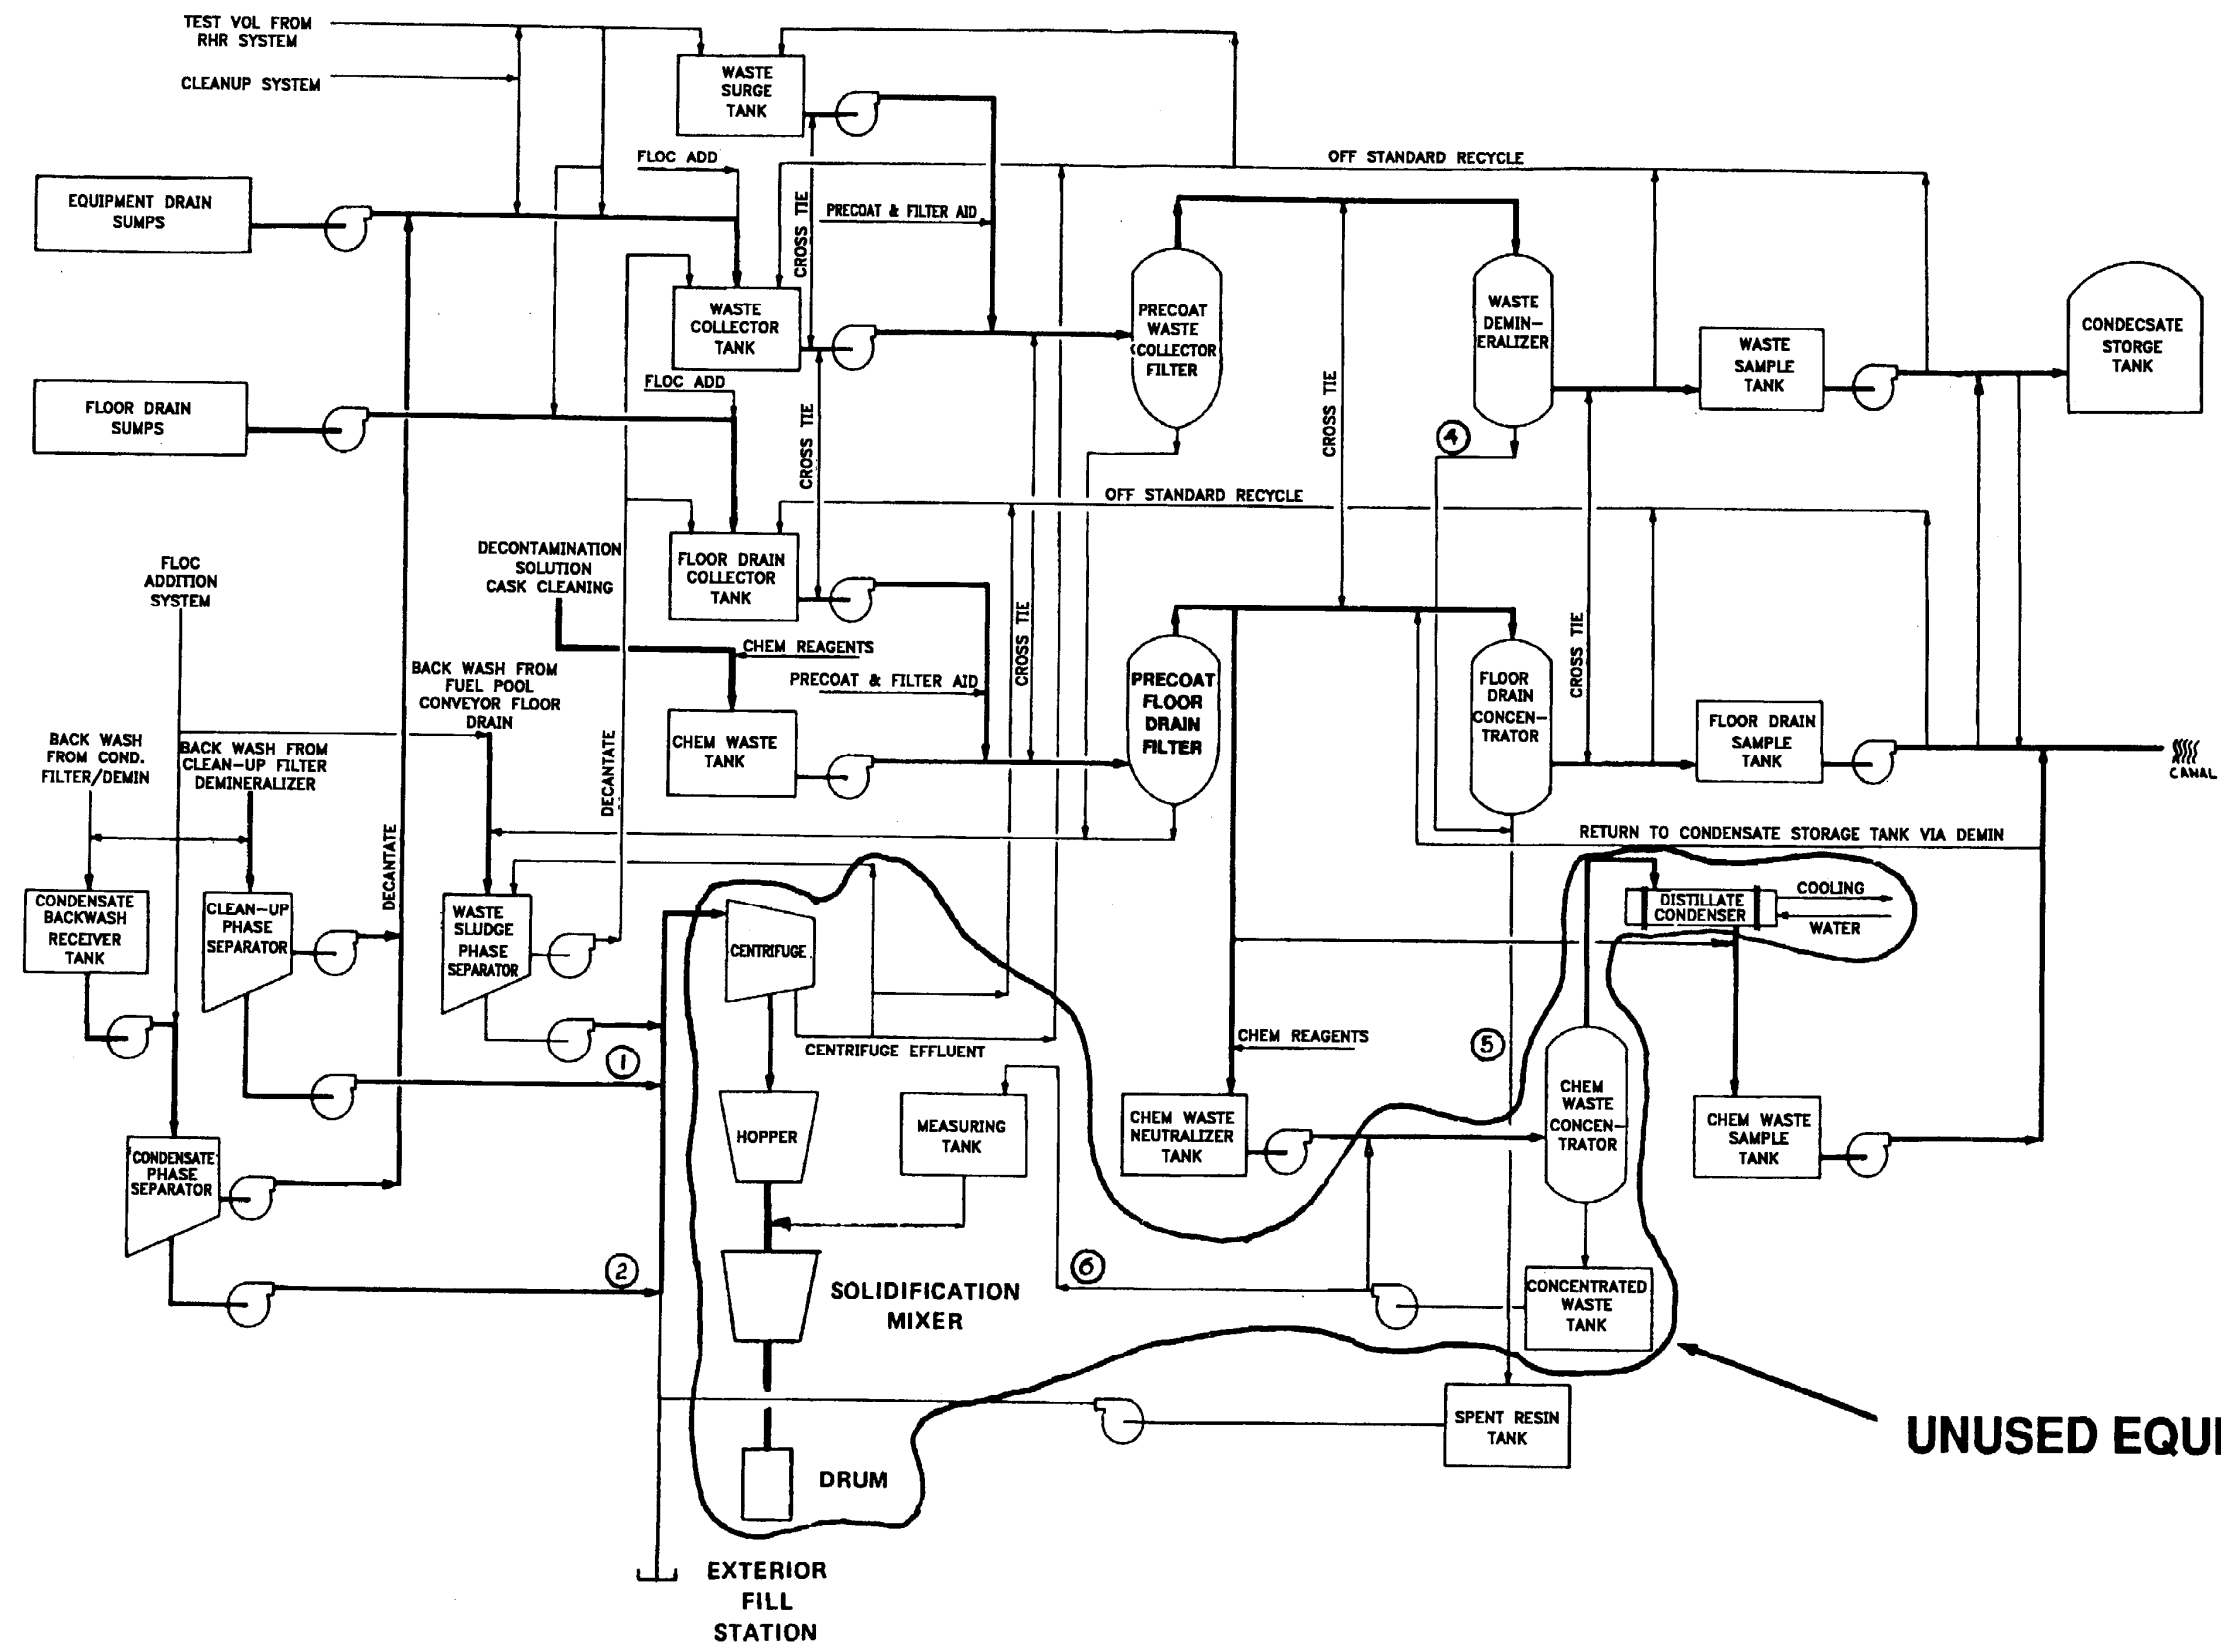 TEST VOL FROM
RHR SYSTEM
CLEANUP SYSTEM
WASTE
SURGE
TANK
FLOC ADD
OFF STANDARD RECYCLE
EQUIPMENT DRAIN
SUMPS
CROSS TIE
PRECOAT & FILTER AID
WASTE
COLLECTOR
TANK
PRECOAT
WASTE
COLLECTOR
FILTER
WASTE
DEMIN-
ERALIZER
WASTE
SAMPLE
TANK
CONDECSATE
STORGE
TANK
FLOOR DRAIN
SUMPS
FLOC ADD
CROSS TIE
CROSS TIE
4
OFF STANDARD RECYCLE
FLOC
ADDITION
SYSTEM
DECONTAMINATION
SOLUTION
CASK CLEANING
FLOOR DRAIN
COLLECTOR
TANK
CHEM REAGENTS
PRECOAT & FILTER AID
CROSS TIE
PRECOAT
FLOOR
DRAIN
FILTER
FLOOR
DRAIN
CONCEN-
TRATOR
CROSS TIE
FLOOR DRAIN
SAMPLE
TANK
CANAL
BACK WASH FROM
FUEL POOL
CONVEYOR FLOOR
DRAIN
BACK WASH
FROM COND.
FILTER/DEMIN
BACK WASH FROM
CLEAN-UP FILTER
DEMINERALIZER
CHEM WASTE
TANK
DECANTATE
DECANTATE
RETURN TO CONDENSATE STORAGE TANK VIA DEMIN
CONDENSATE
BACKWASH
RECEIVER
TANK
CLEAN-UP
PHASE
SEPARATOR
WASTE
SLUDGE
PHASE
SEPARATOR
CENTRIFUGE
DISTILLATE
CONDENSER
COOLING
WATER
CENTRIFUGE EFFLUENT
CHEM REAGENTS
5
1
HOPPER
MEASURING
TANK
CHEM WASTE
NEUTRALIZER
TANK
CHEM
WASTE
CONCEN-
TRATOR
CHEM WASTE
SAMPLE
TANK
CONDENSATE
PHASE
SEPARATOR
2
6
SOLIDIFICATION
MIXER
CONCENTRATED
WASTE
TANK
SPENT RESIN
TANK
UNUSED EQUI
DRUM
EXTERIOR
FILL
STATION